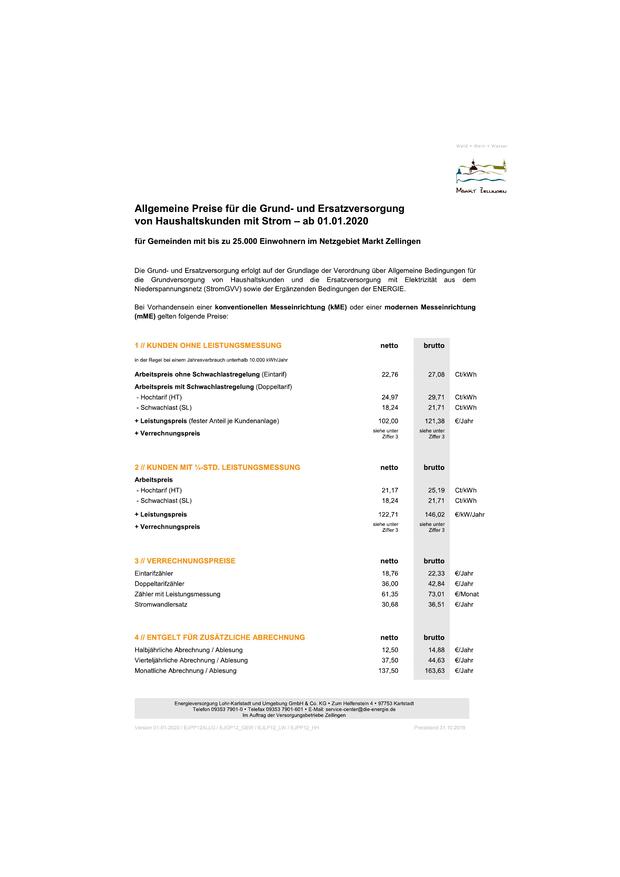 Wald • Wein • Wasser
MARKT ZELLINGEN
Allgemeine Preise für die Grund- und Ersatzversorgung
von Haushaltskunden mit Strom – ab 01.01.2020
für Gemeinden mit bis zu 25.000 Einwohnern im Netzgebiet Markt Zellingen
Die Grund- und Ersatzversorgung erfolgt auf der Grundlage der Verordnung über Allgemeine Bedingungen für
die Grundversorgung von Haushaltskunden und die Ersatzversorgung mit Elektrizität aus dem
Niederspannungsnetz (StromGVV) sowie der Ergänzenden Bedingungen der ENERGIE.
Bei Vorhandensein einer konventionellen Messeinrichtung (kME) oder einer modernen Messeinrichtung
(mME) gelten folgende Preise:
1 // KUNDEN OHNE LEISTUNGSMESSUNG netto brutto
in der Regel bei einem Jahresverbrauch unterhalb 10.000 kWh/Jahr
Arbeitspreis ohne Schwachlastregelung (Eintarif) 22,76 27,08 Ct/kWh
Arbeitspreis mit Schwachlastregelung (Doppeltarif)
- Hochtarif (HT) 24,97 29,71 Ct/kWh
- Schwachlast (SL) 18,24 21,71 Ct/kWh
+ Leistungspreis (fester Anteil je Kundenanlage) 102,00 121,38 €/Jahr
+ Verrechnungspreis siehe unter Ziffer 3 siehe unter Ziffer 3
2 // KUNDEN MIT ¼-STD. LEISTUNGSMESSUNG netto brutto
Arbeitspreis
- Hochtarif (HT) 21,17 25,19 Ct/kWh
- Schwachlast (SL) 18,24 21,71 Ct/kWh
+ Leistungspreis 122,71 146,02 €/kW/Jahr
+ Verrechnungspreis siehe unter Ziffer 3 siehe unter Ziffer 3
3 // VERRECHNUNGSPREISE netto brutto
Eintarifzähler 18,76 22,33 €/Jahr
Doppeltarifzähler 36,00 42,84 €/Jahr
Zähler mit Leistungsmessung 61,35 73,01 €/Monat
Stromwandlersatz 30,68 36,51 €/Jahr
4 // ENTGELT FÜR ZUSÄTZLICHE ABRECHNUNG netto brutto
Halbjährliche Abrechnung / Ablesung 12,50 14,88 €/Jahr
Vierteljährliche Abrechnung / Ablesung 37,50 44,63 €/Jahr
Monatliche Abrechnung / Ablesung 137,50 163,63 €/Jahr
Energieversorgung Lohr-Karlstadt und Umgebung GmbH & Co. KG • Zum Helfenstein 4 • 97753 Karlstadt
Telefon 09353 7901-0 • Telefax 09353 7901-601 • E-Mail: service-center@die-energie.de
Im Auftrag der Versorgungsbetriebe Zellingen
Version 01-01-2020 / Preisstand 31.10.2019